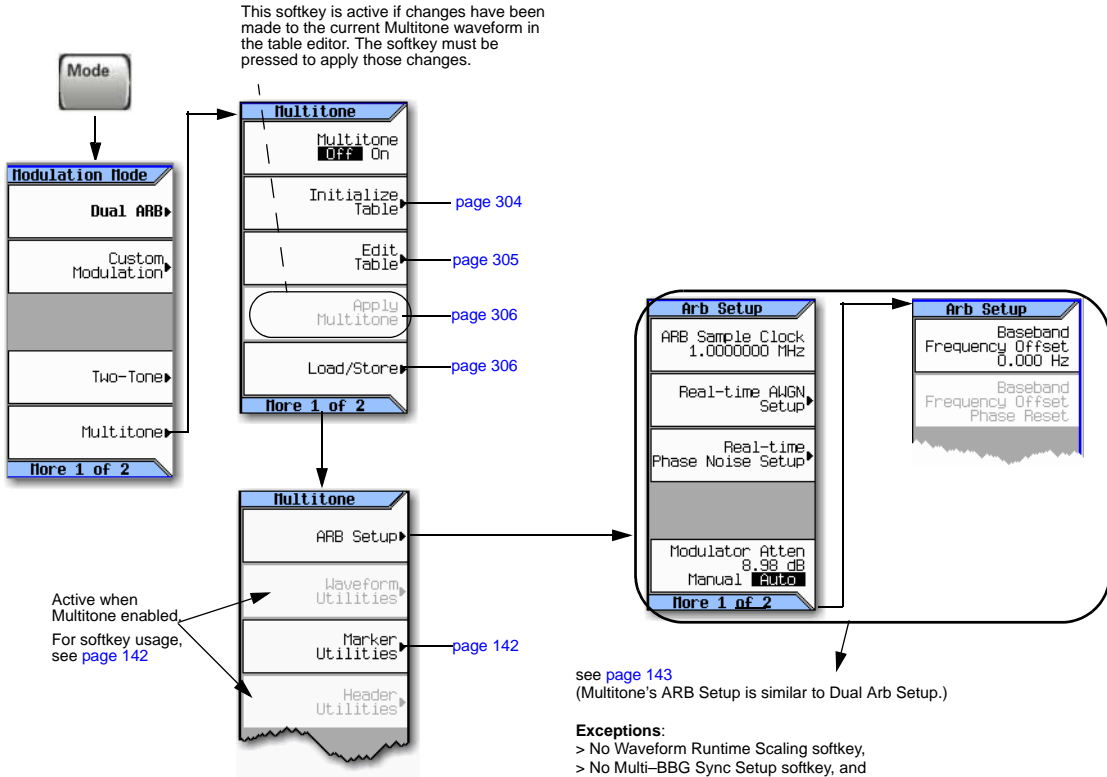 This softkey is active if changes have been
made to the current Multitone waveform in
the table editor. The softkey must be
pressed to apply those changes.
Mode
Modulation Mode
Dual ARB
Custom
Modulation
Two-Tone
Multitone
More 1 of 2
Multitone
Multitone
Off On
Initialize
Table
page 304
Edit
Table
page 305
Apply
Multitone
page 306
Load/Store
page 306
More 1 of 2
Multitone
ARB Setup
Waveform
Utilities
Marker
Utilities
page 142
Header
Utilities
Active when
Multitone enabled,
For softkey usage,
see page 142
Arb Setup
ARB Sample Clock
1.0000000 MHz
Real-time AWGN
Setup
Real-time
Phase Noise Setup
Modulator Atten
8.98 dB
Manual Auto
More 1 of 2
Arb Setup
Baseband
Frequency Offset
0.000 Hz
Baseband
Frequency Offset
Phase Reset
see page 143
(Multitone's ARB Setup is similar to Dual Arb Setup.)
Exceptions:
> No Waveform Runtime Scaling softkey,
> No Multi–BBG Sync Setup softkey, and